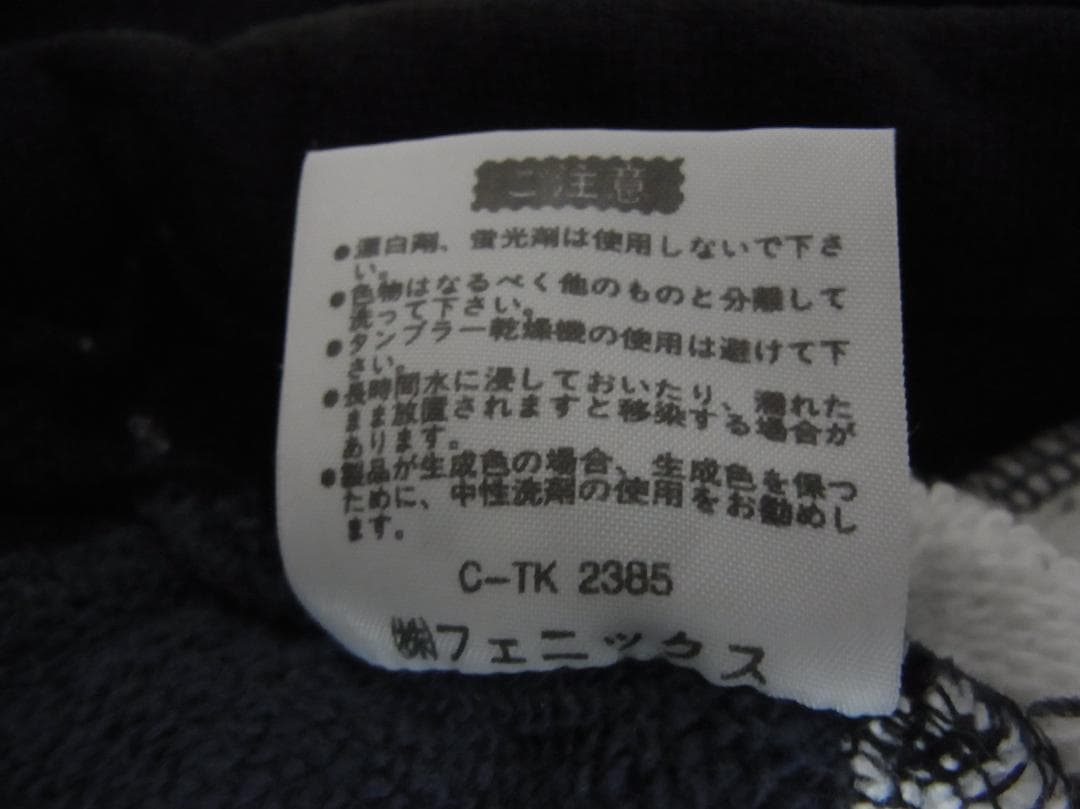 ご注意
●漂白剤、蛍光剤は使用しないで下さ
い。
●色物はなるべく他のものと分離して
洗って下さい。
●タンブラー乾燥機の使用は避けて下
さい。
●長時間水に浸しておいたり、濡れた
まま放置されますと移染する場合が
あります。
●製品が生成色の場合、生成色を保つ
ために、中性洗剤の使用をお勧めし
ます。
C-TK 2385
㈱フェニックス